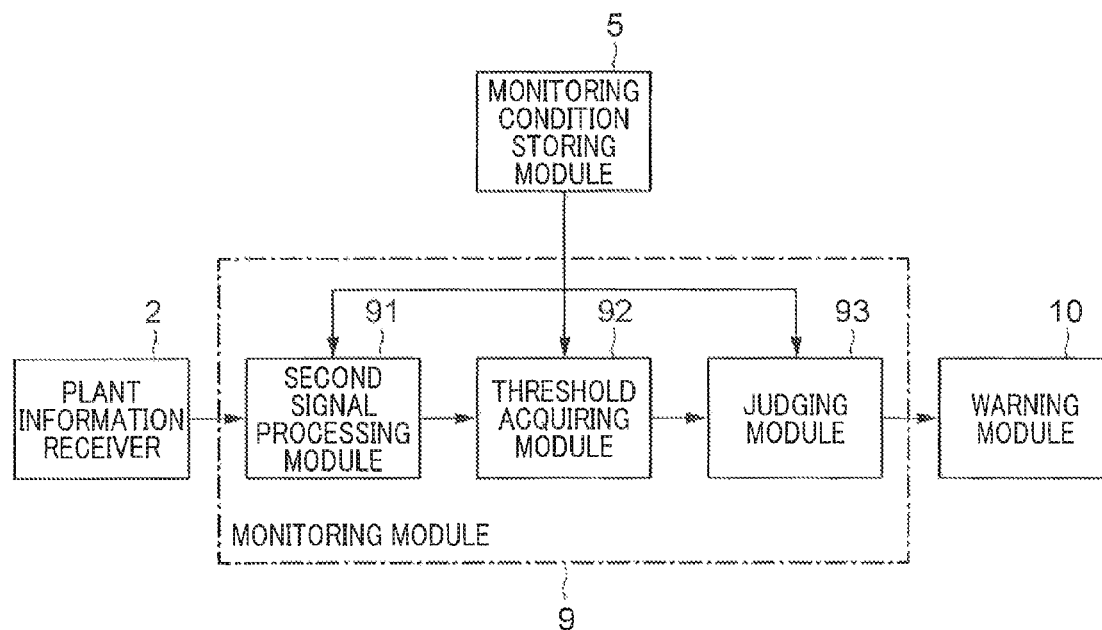 5
MONITORING
CONDITION
STORING
MODULE
2
91
92
93
10
PLANT
INFORMATION
RECEIVER
SECOND
SIGNAL
PROCESSING
MODULE
THRESHOLD
ACQUIRING
MODULE
JUDGING
MODULE
WARNING
MODULE
MONITORING MODULE
9